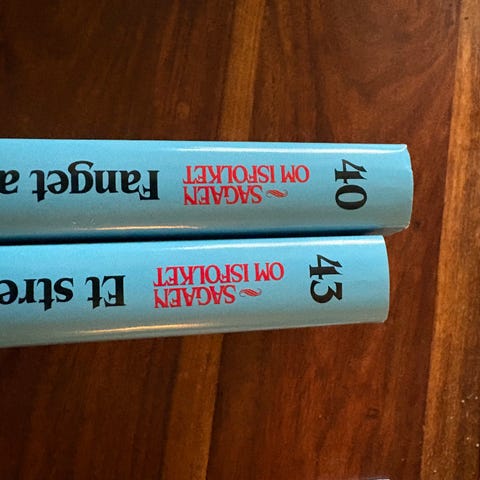 40
SAGAEN
OM ISFOLKET
Fanget a
43
SAGAEN
OM ISFOLKET
Et stre